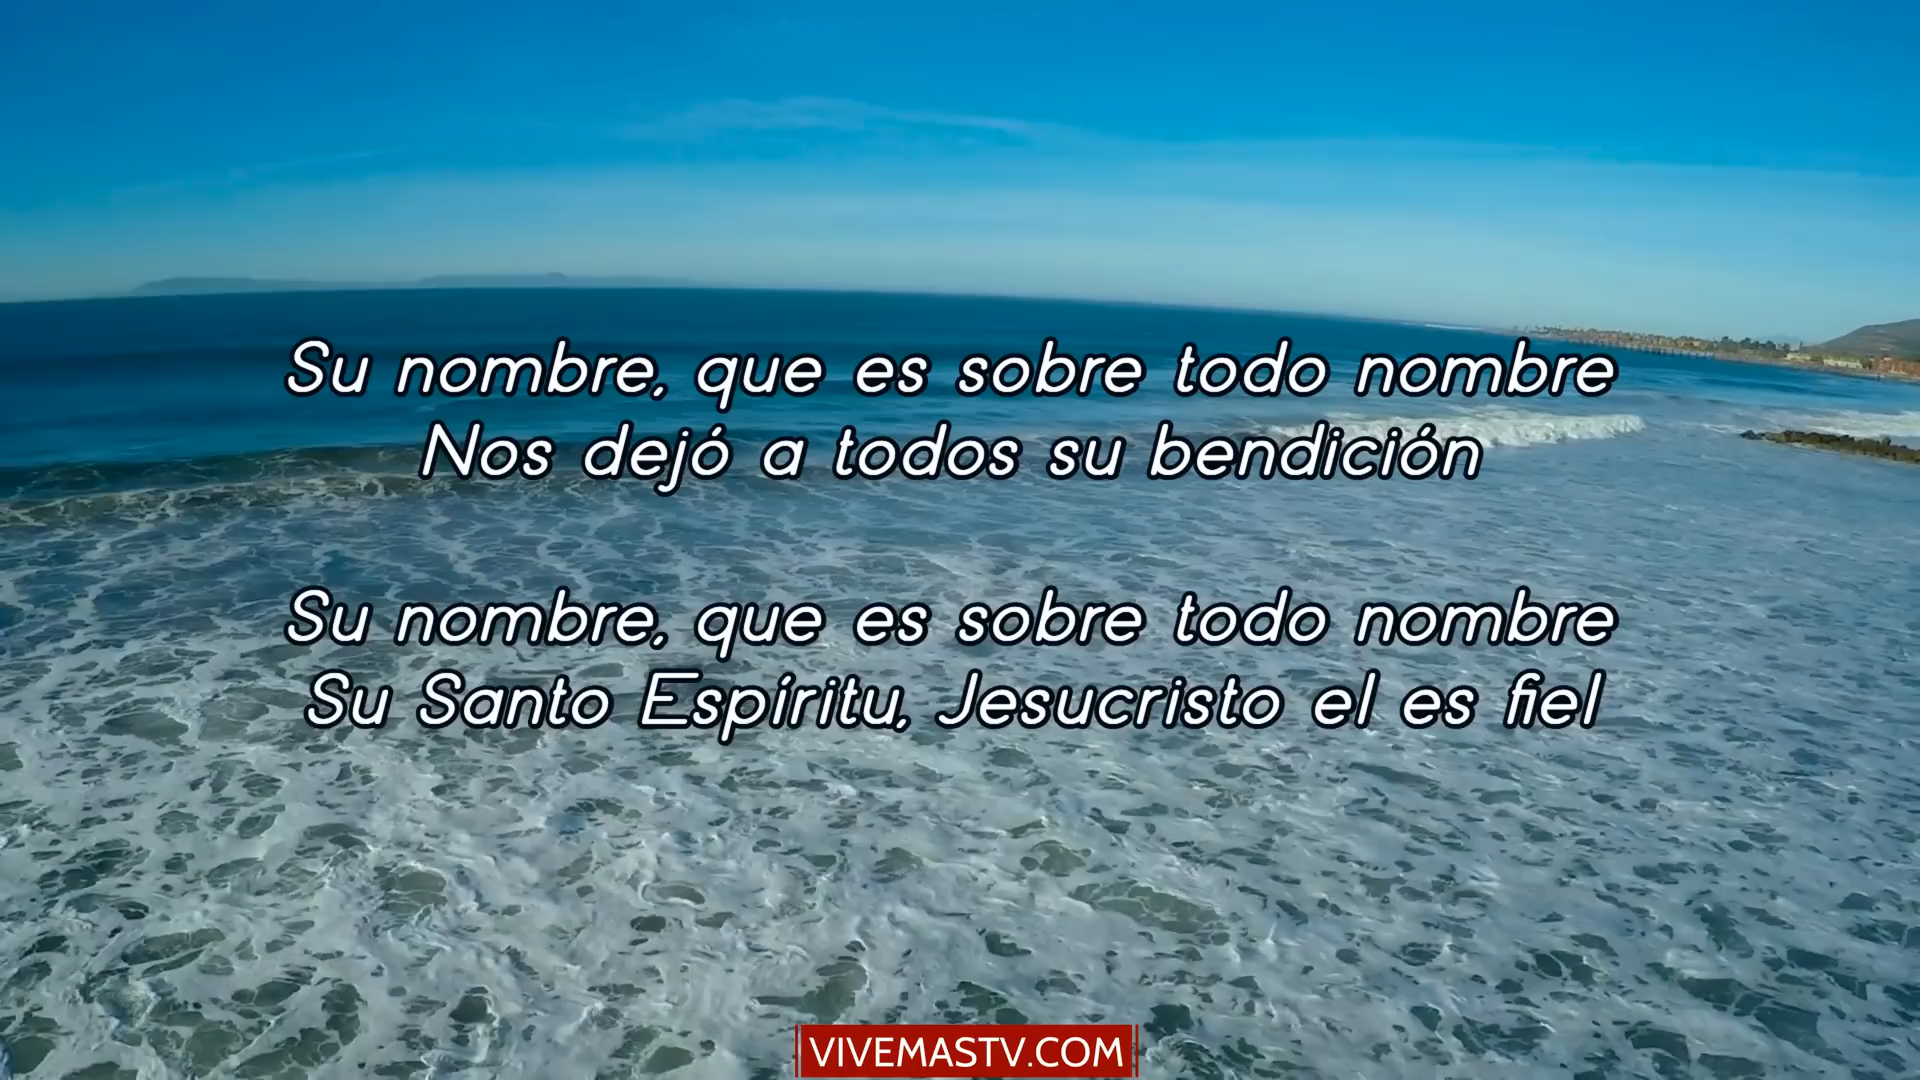 Su nombre, que es sobre todo nombre
Nos dejó a todos su bendición
Su nombre, que es sobre todo nombre
Su Santo Espíritu, Jesucristo el es fiel
VIVEMASTV.COM